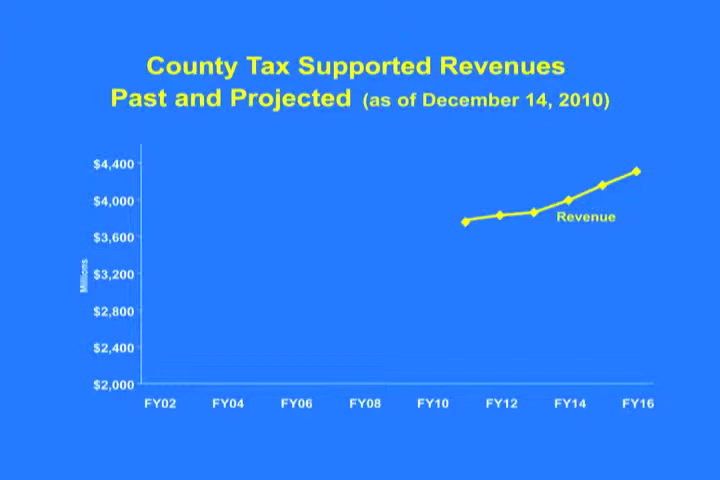 County Tax Supported Revenues
Past and Projected (as of December 14, 2010)
$4,400
$4,000
$3,600
$3,200
$2,800
$2,400
$2,000
Millions
Revenue
FY02 FY04 FY06 FY08 FY10 FY12 FY14 FY16